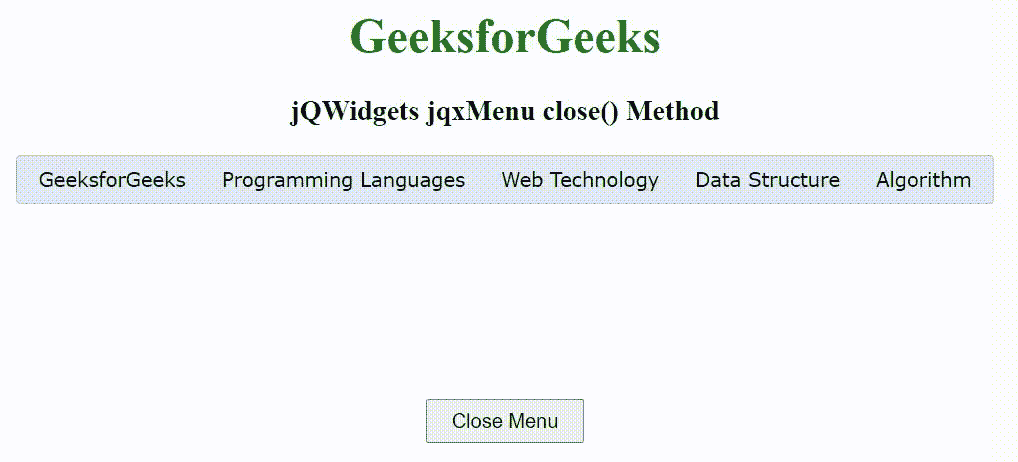 GeeksforGeeks
jQWidgets jqxMenu close() Method
GeeksforGeeks Programming Languages Web Technology Data Structure Algorithm
Close Menu